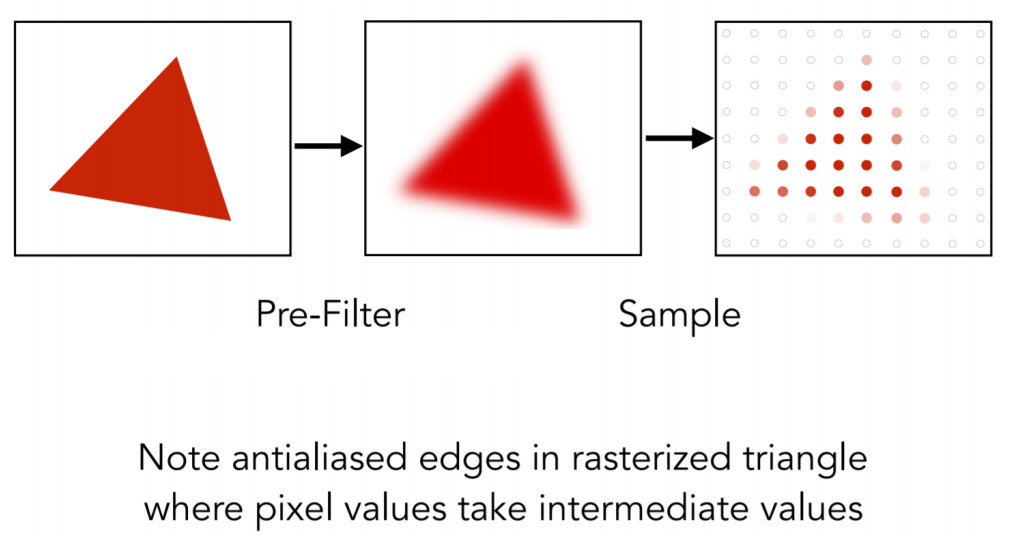 Pre-Filter
Sample
Note antialiased edges in rasterized triangle
where pixel values take intermediate values